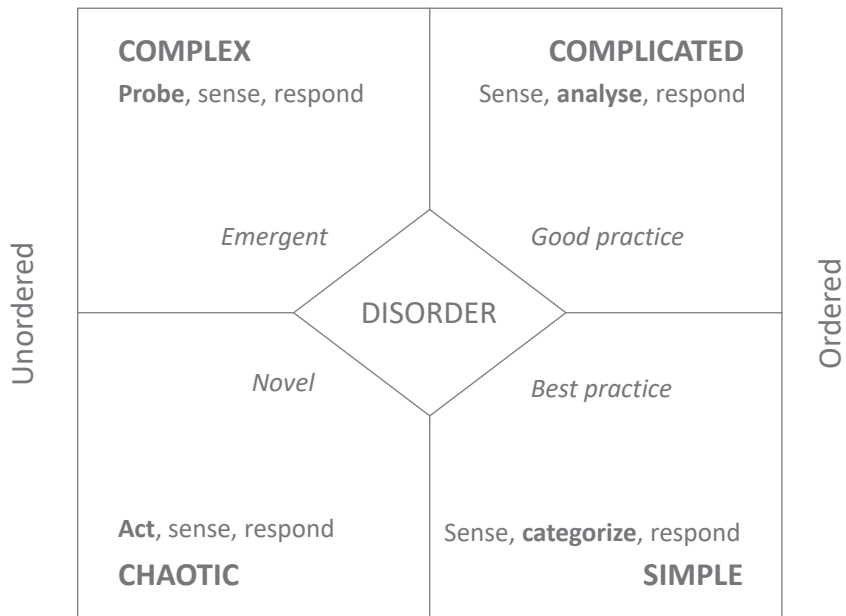 COMPLEX
Probe, sense, respond
Emergent
COMPLICATED
Sense, analyse, respond
Good practice
Unordered
DISORDER
Ordered
Novel
Act, sense, respond
CHAOTIC
Best practice
Sense, categorize, respond
SIMPLE